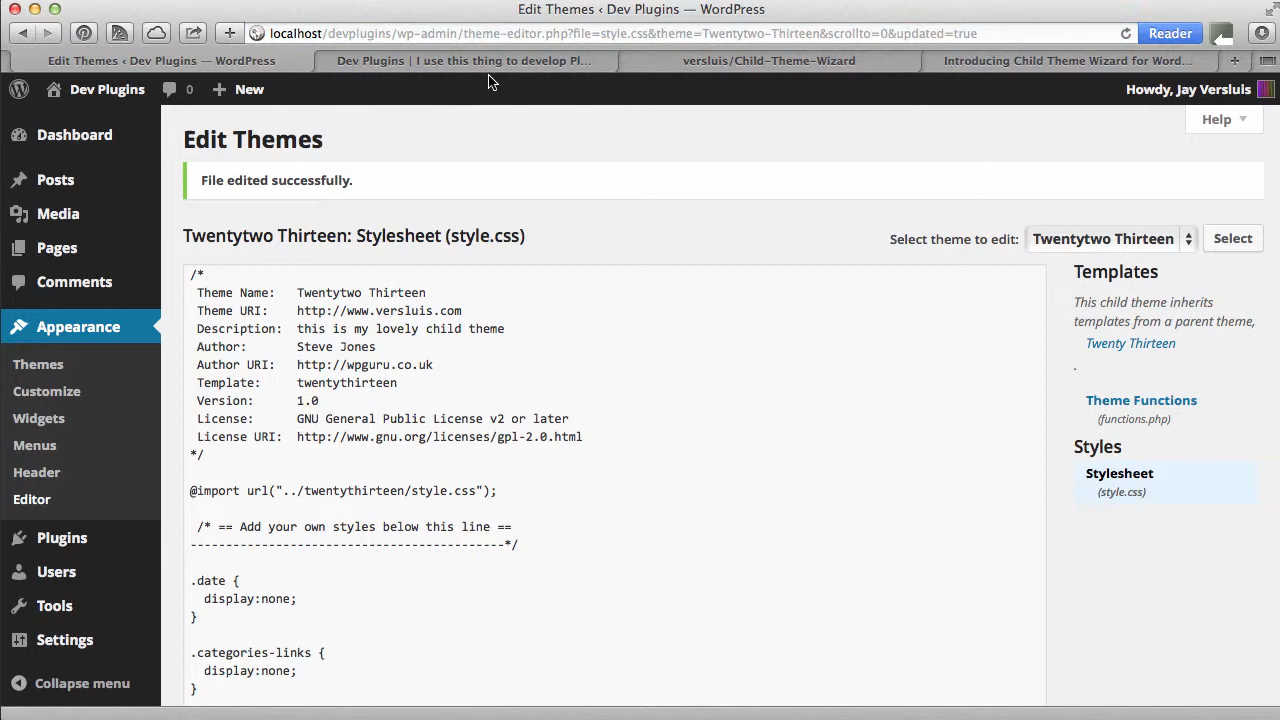 Edit Themes ‹ Dev Plugins — WordPress
localhost/devplugins/wp-admin/theme-editor.php?file=style.css&theme=Twentytwo-Thirteen&scrollto=0&updated=true
Reader
Edit Themes ‹ Dev Plugins — WordPress
Dev Plugins | I use this thing to develop Pl...
versluis/Child-Theme-Wizard
Introducing Child Theme Wizard for Word...
Dev Plugins
0
New
Howdy, Jay Versluis
Dashboard
Posts
Media
Pages
Comments
Appearance
Themes
Customize
Widgets
Menus
Header
Editor
Plugins
Users
Tools
Settings
Collapse menu
Help
Edit Themes
File edited successfully.
Twentytwo Thirteen: Stylesheet (style.css)
Select theme to edit: Twentytwo Thirteen Select
/*
Theme Name: Twentytwo Thirteen
Theme URI: http://www.versluis.com
Description: this is my lovely child theme
Author: Steve Jones
Author URI: http://wpguru.co.uk
Template: twentythirteen
Version: 1.0
License: GNU General Public License v2 or later
License URI: http://www.gnu.org/licenses/gpl-2.0.html
*/
@import url("../twentythirteen/style.css");
/* == Add your own styles below this line ==
--------------------------------------------*/
.date {
display:none;
}
.categories-links {
display:none;
}
Templates
This child theme inherits
templates from a parent theme,
Twenty Thirteen
.
Theme Functions
(functions.php)
Styles
Stylesheet
(style.css)